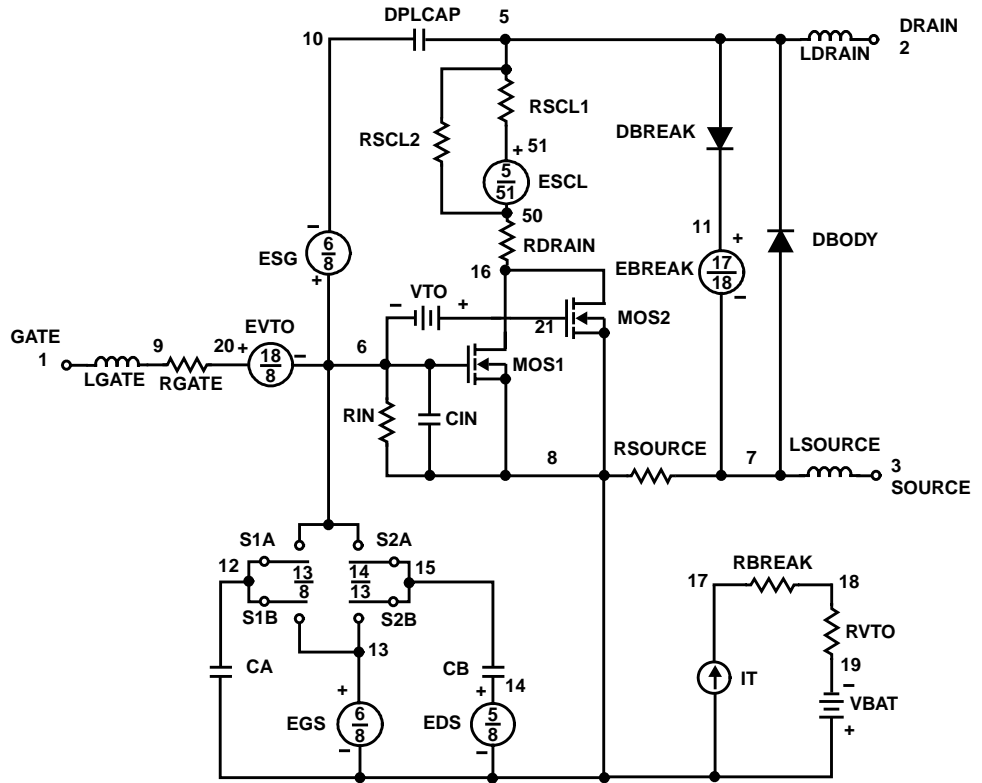 DPLCAP
5
DRAIN
2
10
LDRAIN
RSCL1
RSCL2
DBREAK
+ 51
5
51
ESCL
50
RDRAIN
11
+
DBODY
−
ESG
6
8
+
16
EBREAK
17
18
−
− VTO +
21
MOS2
GATE
1
9
20 +
EVTO
18
8
−
6
MOS1
LGATE
RGATE
RIN
CIN
8
RSOURCE
7
LSOURCE
3
SOURCE
S1A
S2A
12
13
8
14
13
15
S1B
S2B
13
RBREAK
17
18
RVTO
CA
CB
14
IT
19
−
VBAT
+
+
EGS
6
8
−
+
EDS
5
8
−